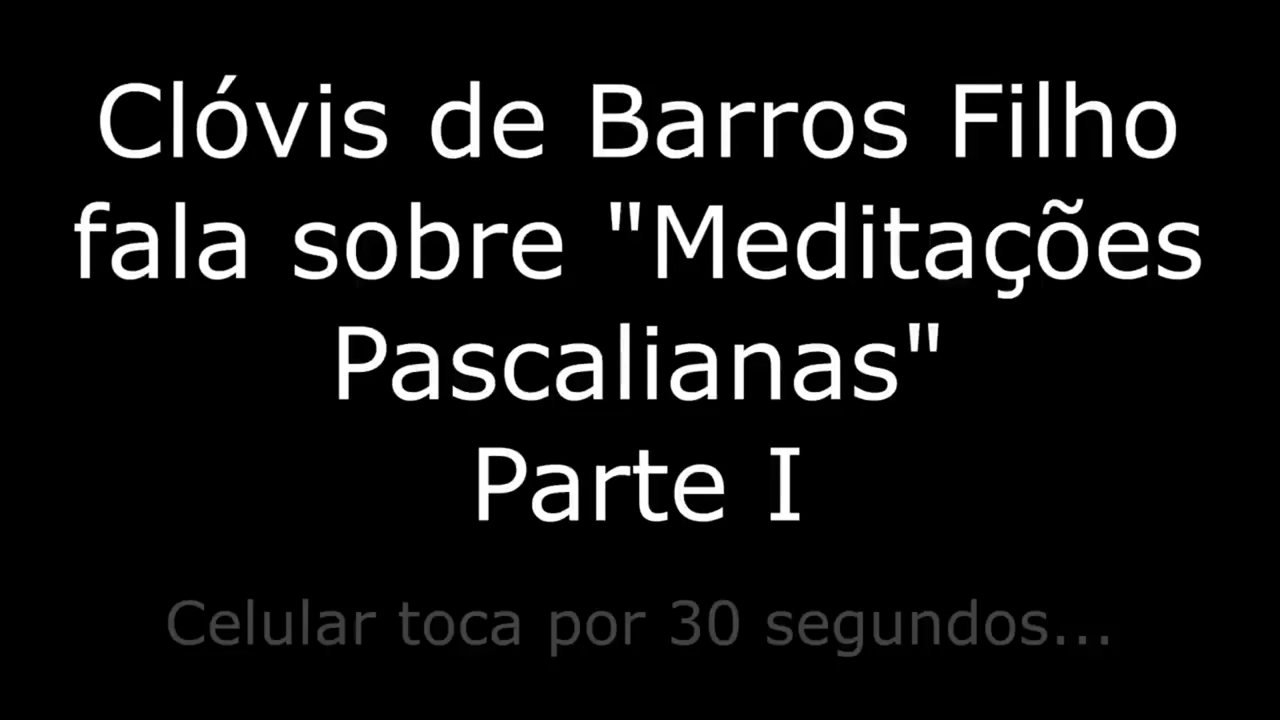 Clóvis de Barros Filho
fala sobre "Meditações
Pascalianas"
Parte I
Celular toca por 30 segundos...